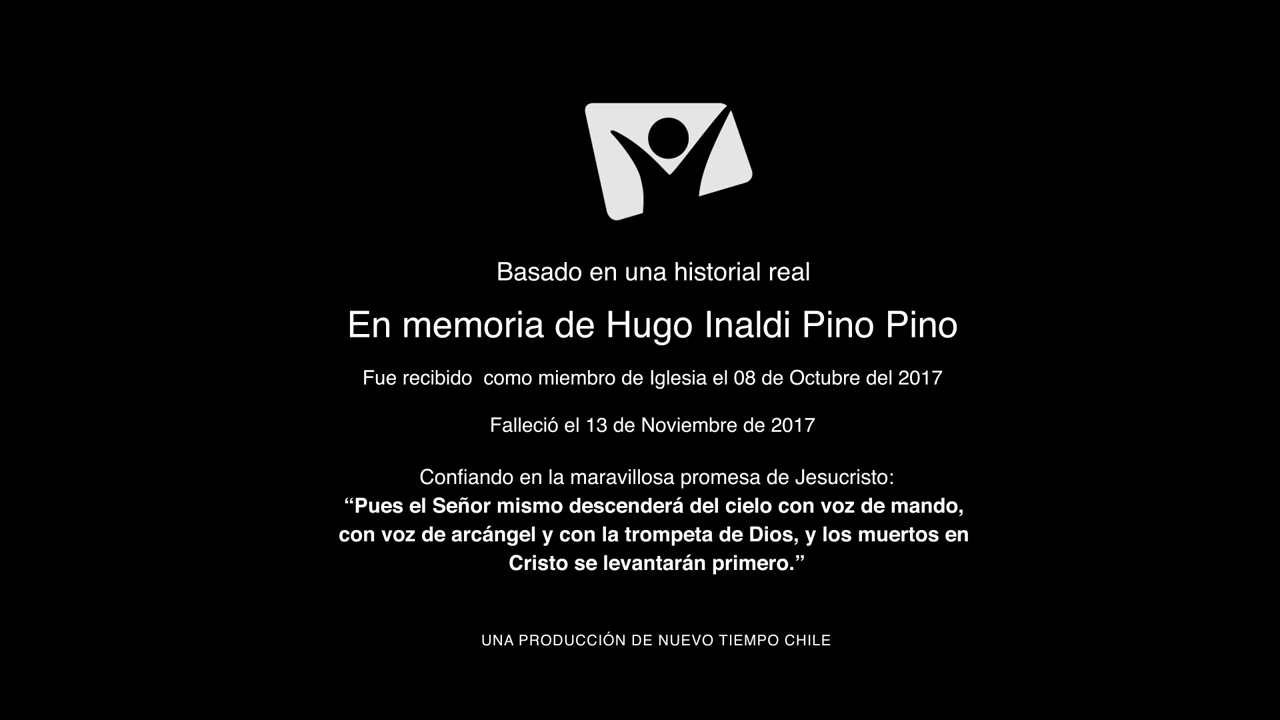 Basado en una historial real
En memoria de Hugo Inaldi Pino Pino
Fue recibido  como miembro de Iglesia el 08 de Octubre del 2017
Falleció el 13 de Noviembre de 2017
Confiando en la maravillosa promesa de Jesucristo:
“Pues el Señor mismo descenderá del cielo con voz de mando,
con voz de arcángel y con la trompeta de Dios, y los muertos en
Cristo se levantarán primero.”
UNA PRODUCCIÓN DE NUEVO TIEMPO CHILE